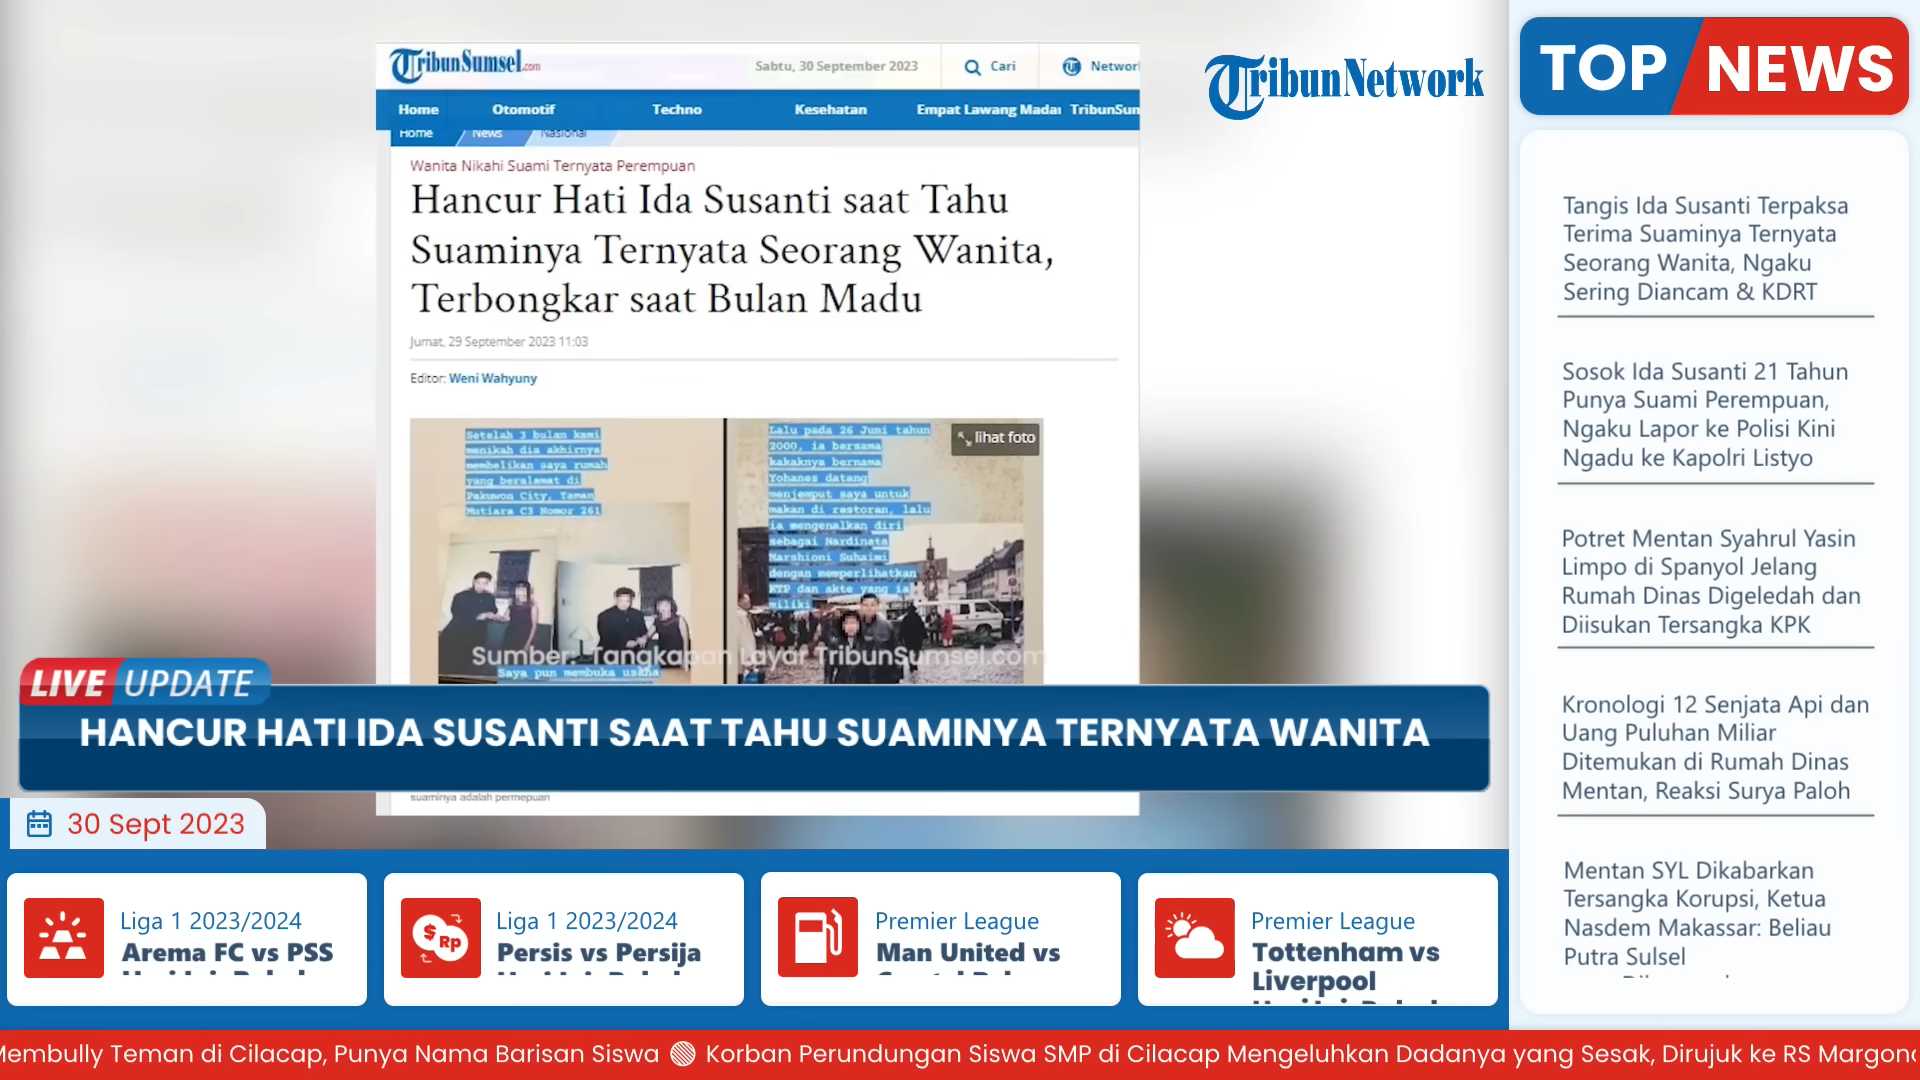 TribunSumsel.com
Sabtu, 30 September 2023
Cari
Networ
Home Otomotif Techno Kesehatan Empat Lawang Madai TribunSum
Home News Nasional
Wanita Nikahi Suami Ternyata Perempuan
Hancur Hati Ida Susanti saat Tahu
Suaminya Ternyata Seorang Wanita,
Terbongkar saat Bulan Madu
Jumat, 29 September 2023 11:03
Editor: Weni Wahyuny
Setelah 3 bulan kami
menikah dia akhirnya
membelikan saya rumah
yang beralamat di
Pakuwon City, Taman
Mutiara C3 Nomor 261
Saya pun membuka usaha
Lalu pada 26 Juni tahun
2000, ia bersama
kakaknya bernama
Yohanes datang
menjemput saya untuk
makan di restoran, lalu
ia mengenalkan diri
sebagai Nardinata
Marshioni Suhaimi
dengan memperlihatkan
KTP dan akte yang ia
miliki
lihat foto
Sumber: Tangkapan Layar TribunSumsel.com
TribunNetwork
LIVE UPDATE
HANCUR HATI IDA SUSANTI SAAT TAHU SUAMINYA TERNYATA WANITA
suaminya adalah permepuan
30 Sept 2023
Liga 1 2023/2024
Arema FC vs PSS
Liga 1 2023/2024
Persis vs Persija
Premier League
Man United vs
Premier League
Tottenham vs
Liverpool
TOP NEWS
Tangis Ida Susanti Terpaksa
Terima Suaminya Ternyata
Seorang Wanita, Ngaku
Sering Diancam & KDRT
Sosok Ida Susanti 21 Tahun
Punya Suami Perempuan,
Ngaku Lapor ke Polisi Kini
Ngadu ke Kapolri Listyo
Potret Mentan Syahrul Yasin
Limpo di Spanyol Jelang
Rumah Dinas Digeledah dan
Diisukan Tersangka KPK
Kronologi 12 Senjata Api dan
Uang Puluhan Miliar
Ditemukan di Rumah Dinas
Mentan, Reaksi Surya Paloh
Mentan SYL Dikabarkan
Tersangka Korupsi, Ketua
Nasdem Makassar: Beliau
Putra Sulsel
Membully Teman di Cilacap, Punya Nama Barisan Siswa Korban Perundungan Siswa SMP di Cilacap Mengeluhkan Dadanya yang Sesak, Dirujuk ke RS Margono